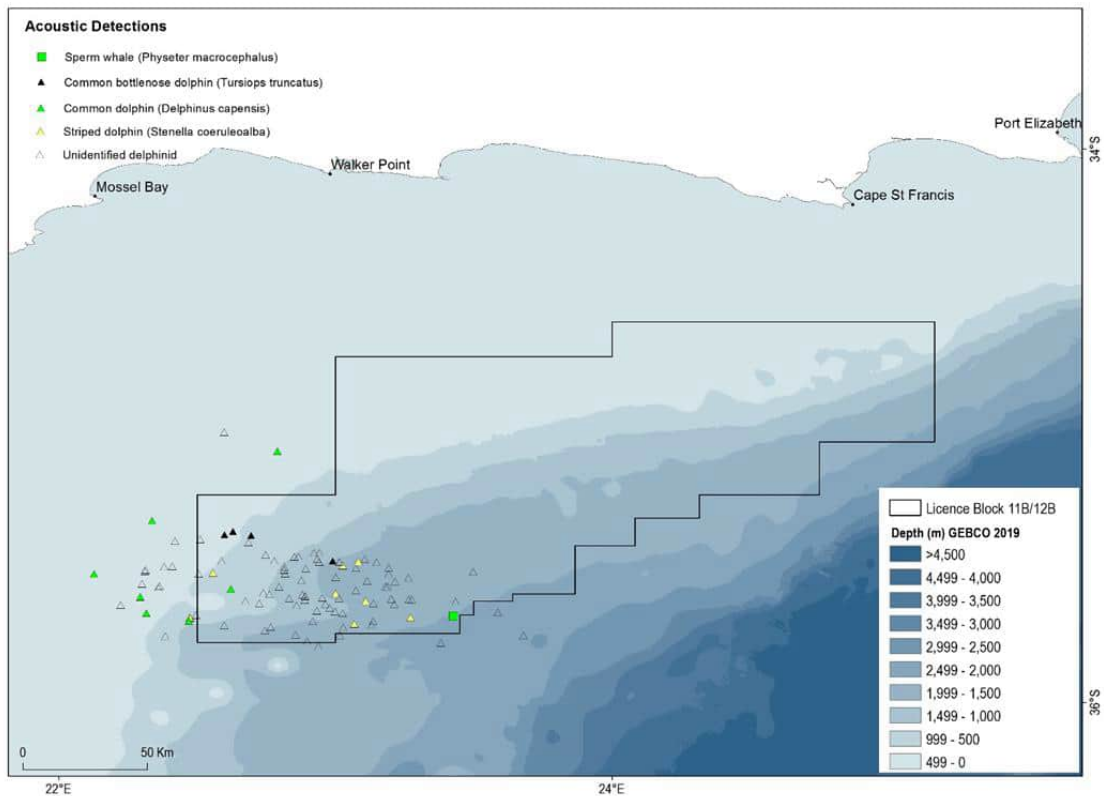 Acoustic Detections
Sperm whale (Physeter macrocephalus)
Common bottlenose dolphin (Tursiops truncatus)
Common dolphin (Delphinus capensis)
Striped dolphin (Stenella coeruleoalba)
Unidentified delphinid
Port Elizabeth
34°S
Walker Point
Mossel Bay
Cape St Francis
Licence Block 11B/12B
Depth (m) GEBCO 2019
>4,500
4,499 - 4,000
3,999 - 3,500
3,499 - 3,000
2,999 - 2,500
2,499 - 2,000
1,999 - 1,500
1,499 - 1,000
999 - 500
499 - 0
36°S
0 50 Km
22°E 24°E